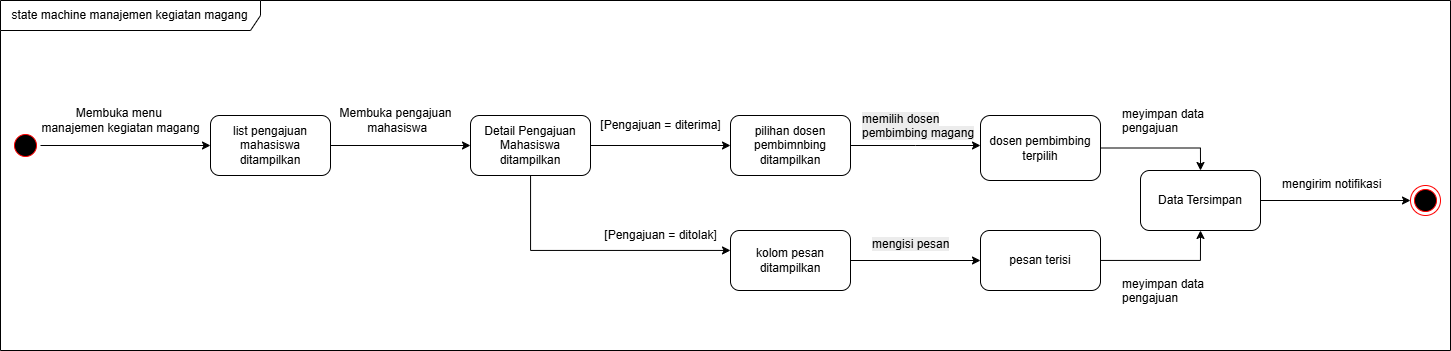 state machine manajemen kegiatan magang
Membuka menu
manajemen kegiatan magang
list pengajuan
mahasiswa
ditampilkan
Membuka pengajuan
mahasiswa
Detail Pengajuan
Mahasiswa
ditampilkan
[Pengajuan = diterima]
pilihan dosen
pembimnbing
ditampilkan
memilih dosen
pembimbing magang
dosen pembimbing
terpilih
meyimpan data
pengajuan
Data Tersimpan
mengirim notifikasi
[Pengajuan = ditolak]
kolom pesan
ditampilkan
mengisi pesan
pesan terisi
meyimpan data
pengajuan